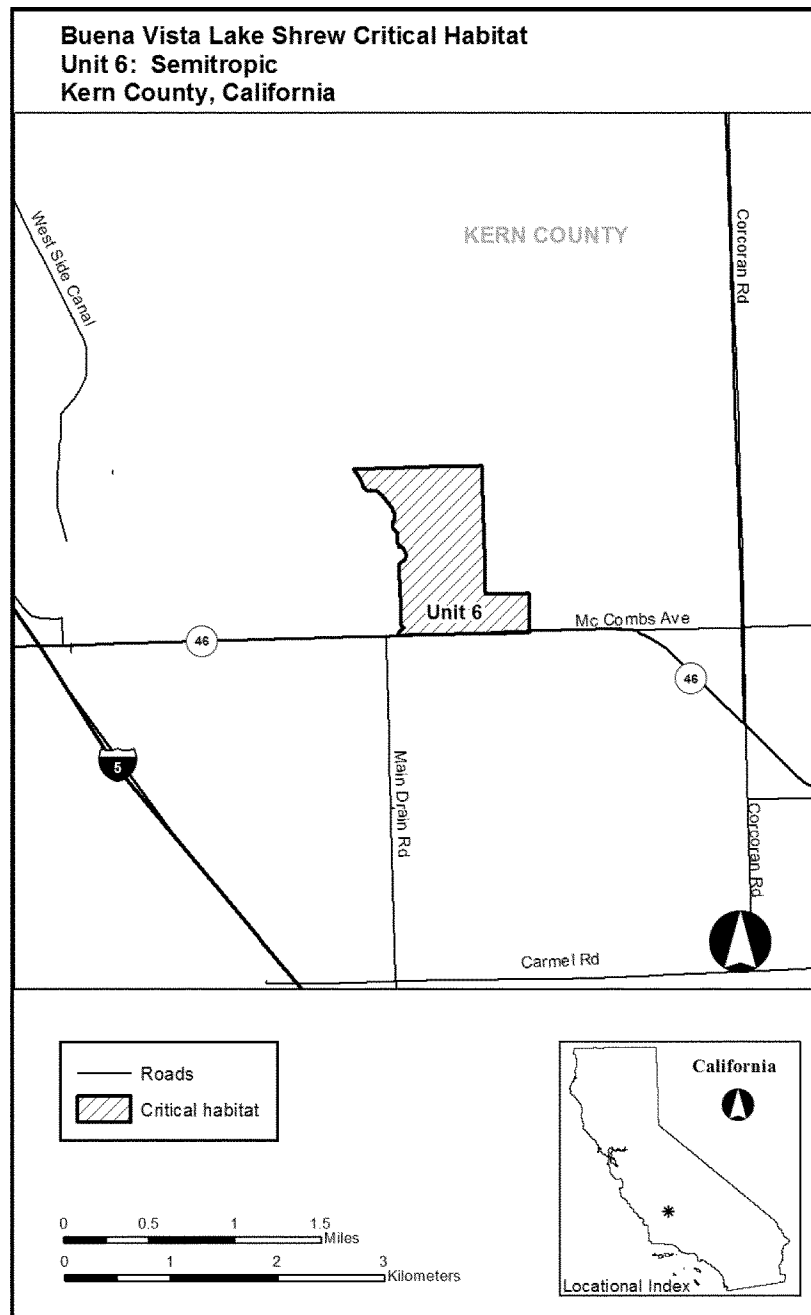 Buena Vista Lake Shrew Critical Habitat
Unit 6: Semitropic
Kern County, California
West Side Canal
KERN COUNTY
Corcoran Rd
Unit 6
Mc Combs Ave
46
46
5
Main Drain Rd
Corcoran Rd
Carmel Rd
Roads
Critical habitat
California
0 0.5 1 1.5
Miles
0 1 2 3
Kilometers
Locational Index